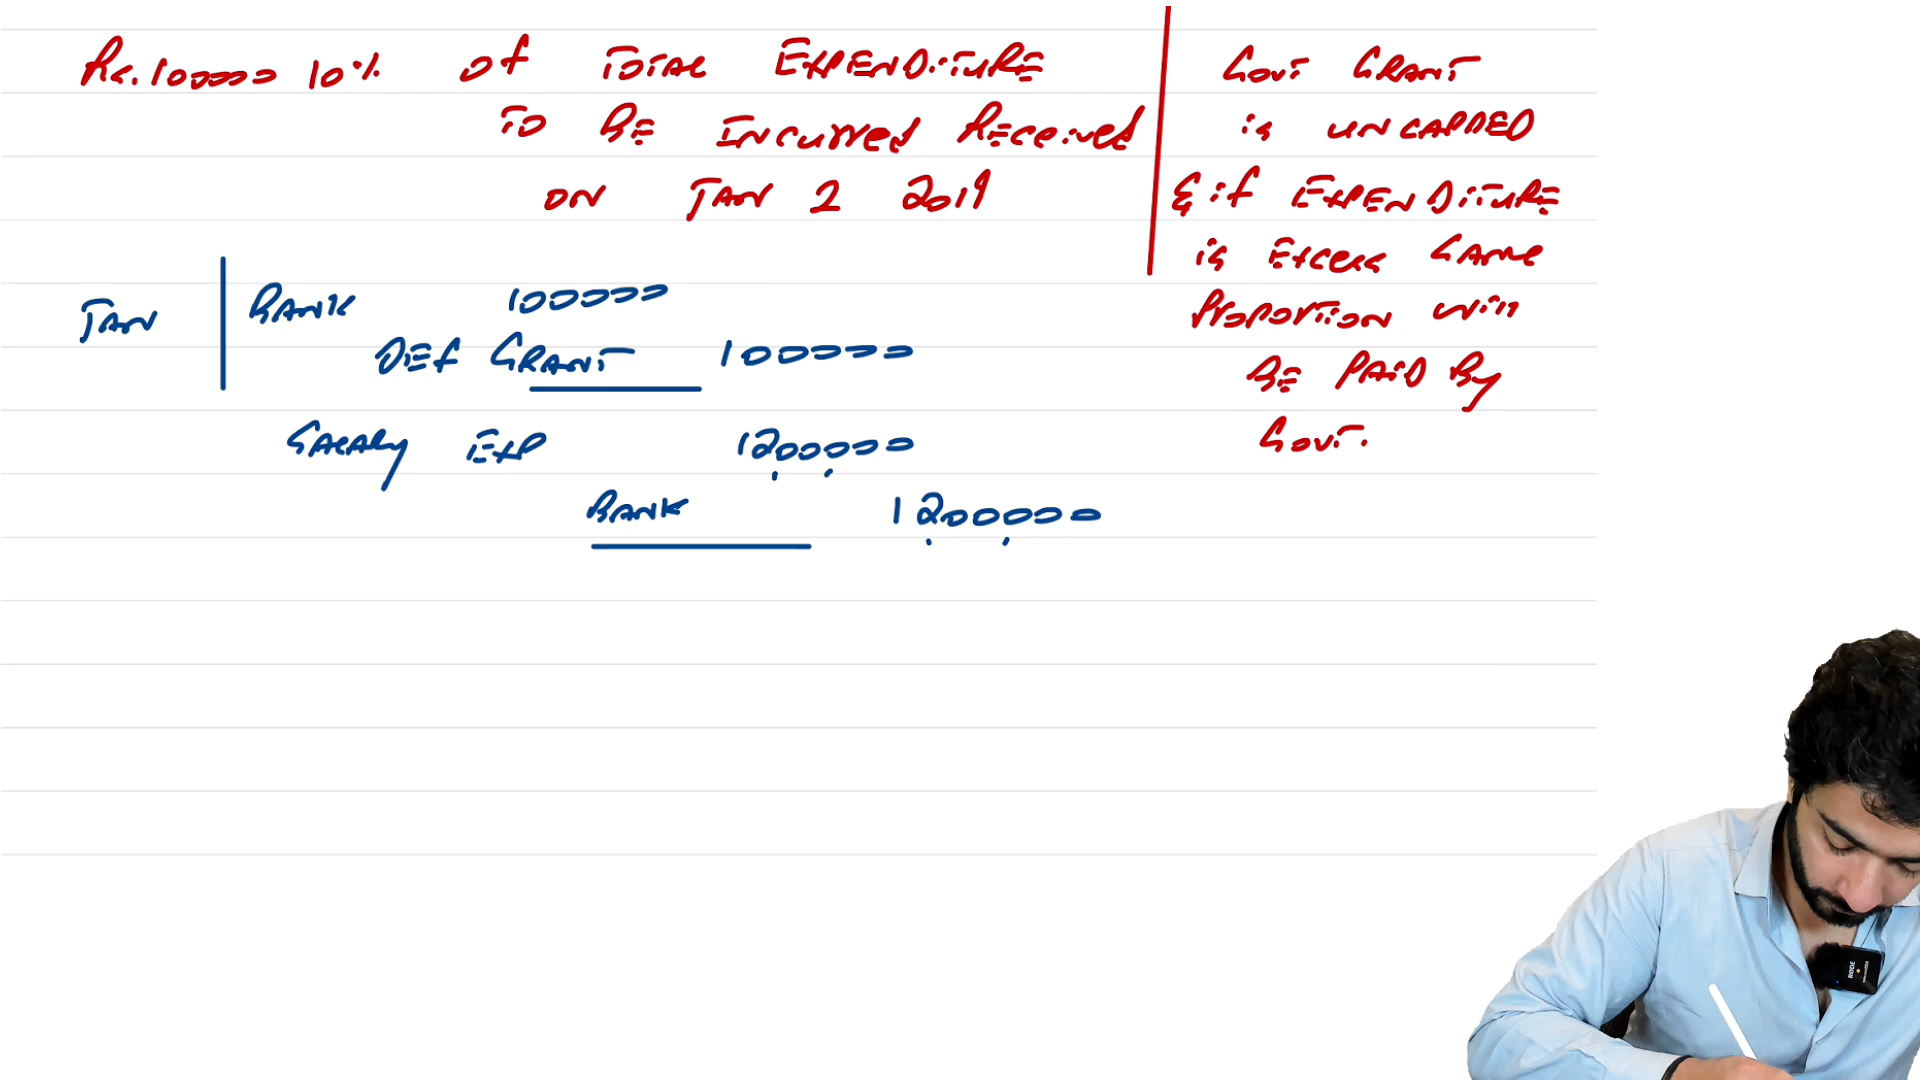 Rs. 100000 10% OF TOTAL EXPENDITURE
TO BE INCURRED RECEIVED
ON JAN 2 2019
GOVT GRANT
is UNCAPPED
& if EXPENDITURE
is EXCESS SAME
PROPORTION WILL
BE PAID By
GOVT.
JAN BANK 100000
DEF GRANT 100000
SALARY EXP 1200000
BANK 1200000
RODE